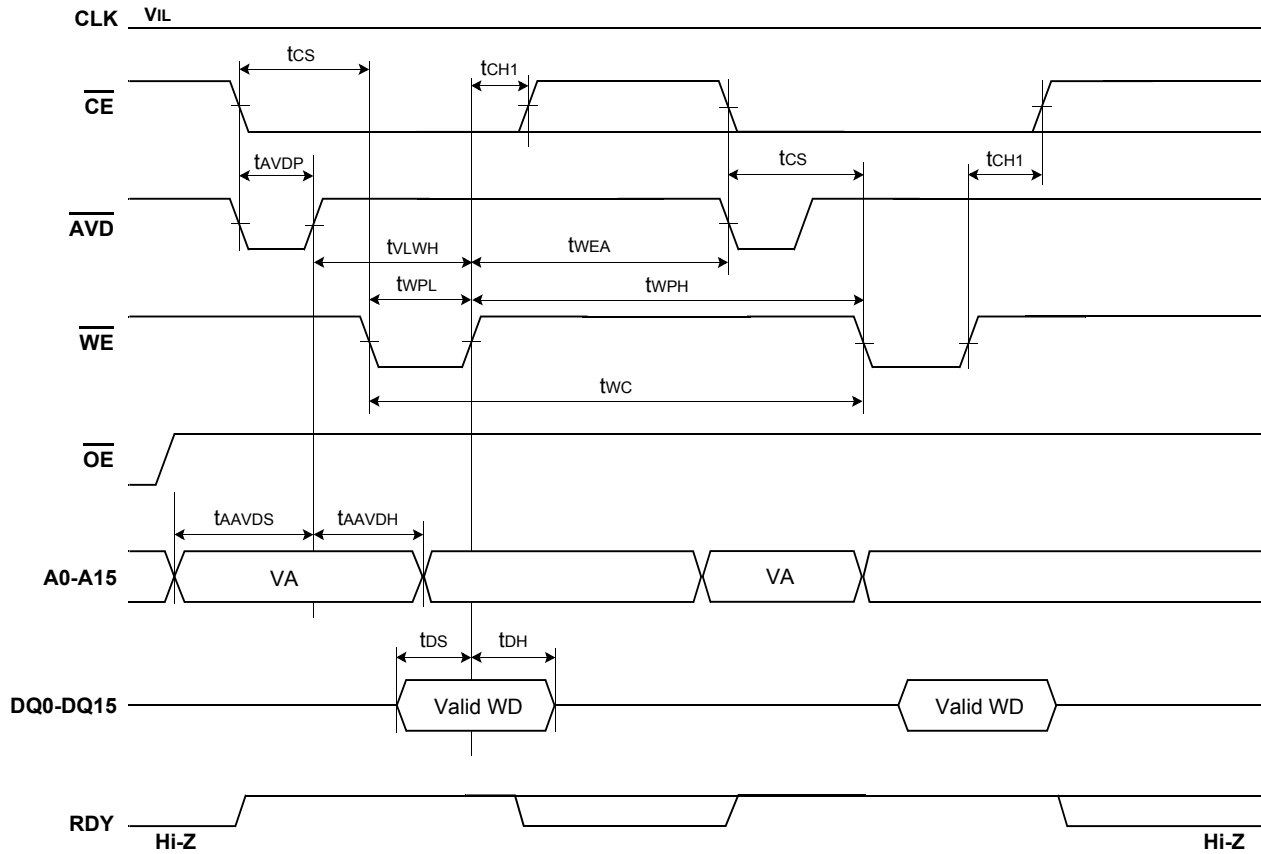 CLK VIL
tCS tCH1
CE
tAVDP tCS tCH1
AVD
tVLWH tWEA
tWPL tWPH
WE
tWC
OE
tAAVDS tAAVDH
A0-A15 VA VA
tDS tDH
DQ0-DQ15 Valid WD Valid WD
RDY
Hi-Z Hi-Z